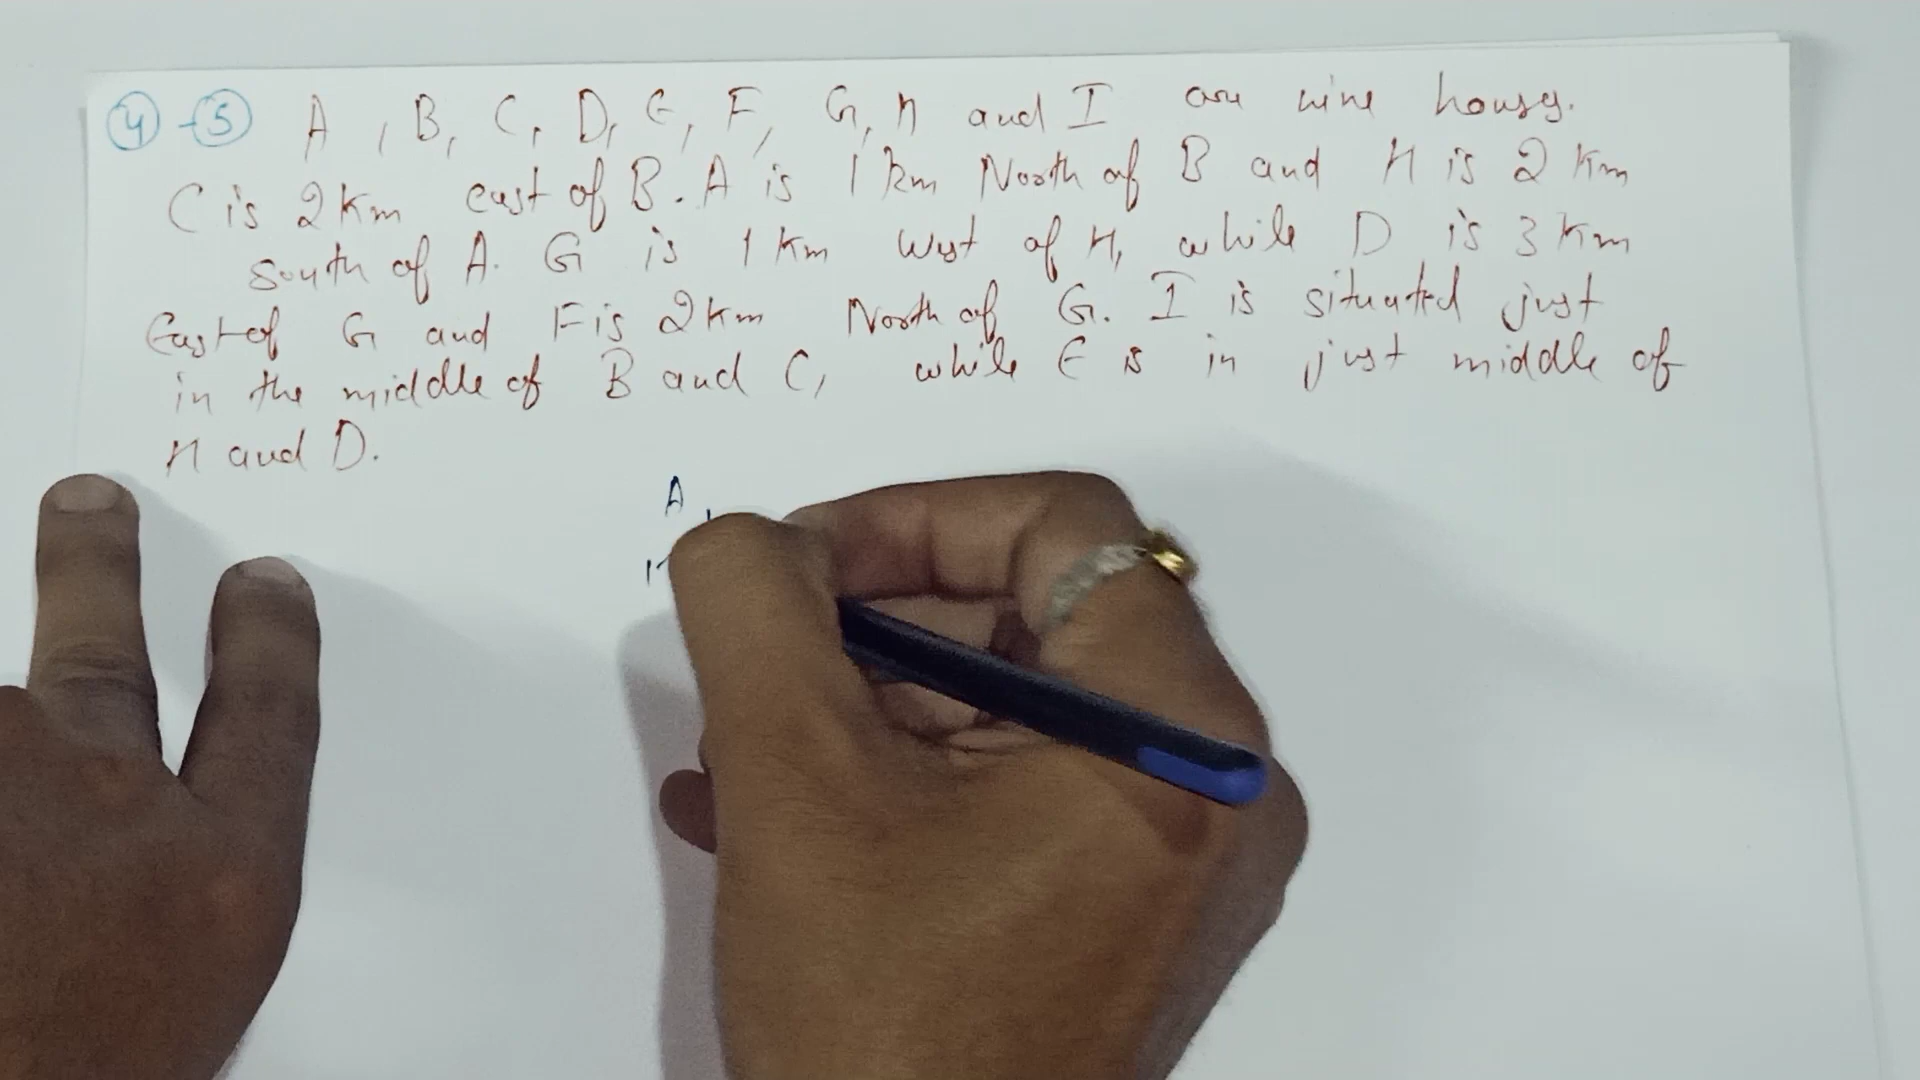 4 - 5 A, B, C, D, E, F, G, H and I are nine houses.
C is 2 Km east of B. A is 1 km North of B and H is 2 Km
south of A. G is 1 Km West of H, while D is 3 Km
East of G and F is 2 Km North of G. I is situated just
in the middle of B and C, while E is in just middle of
H and D.
A